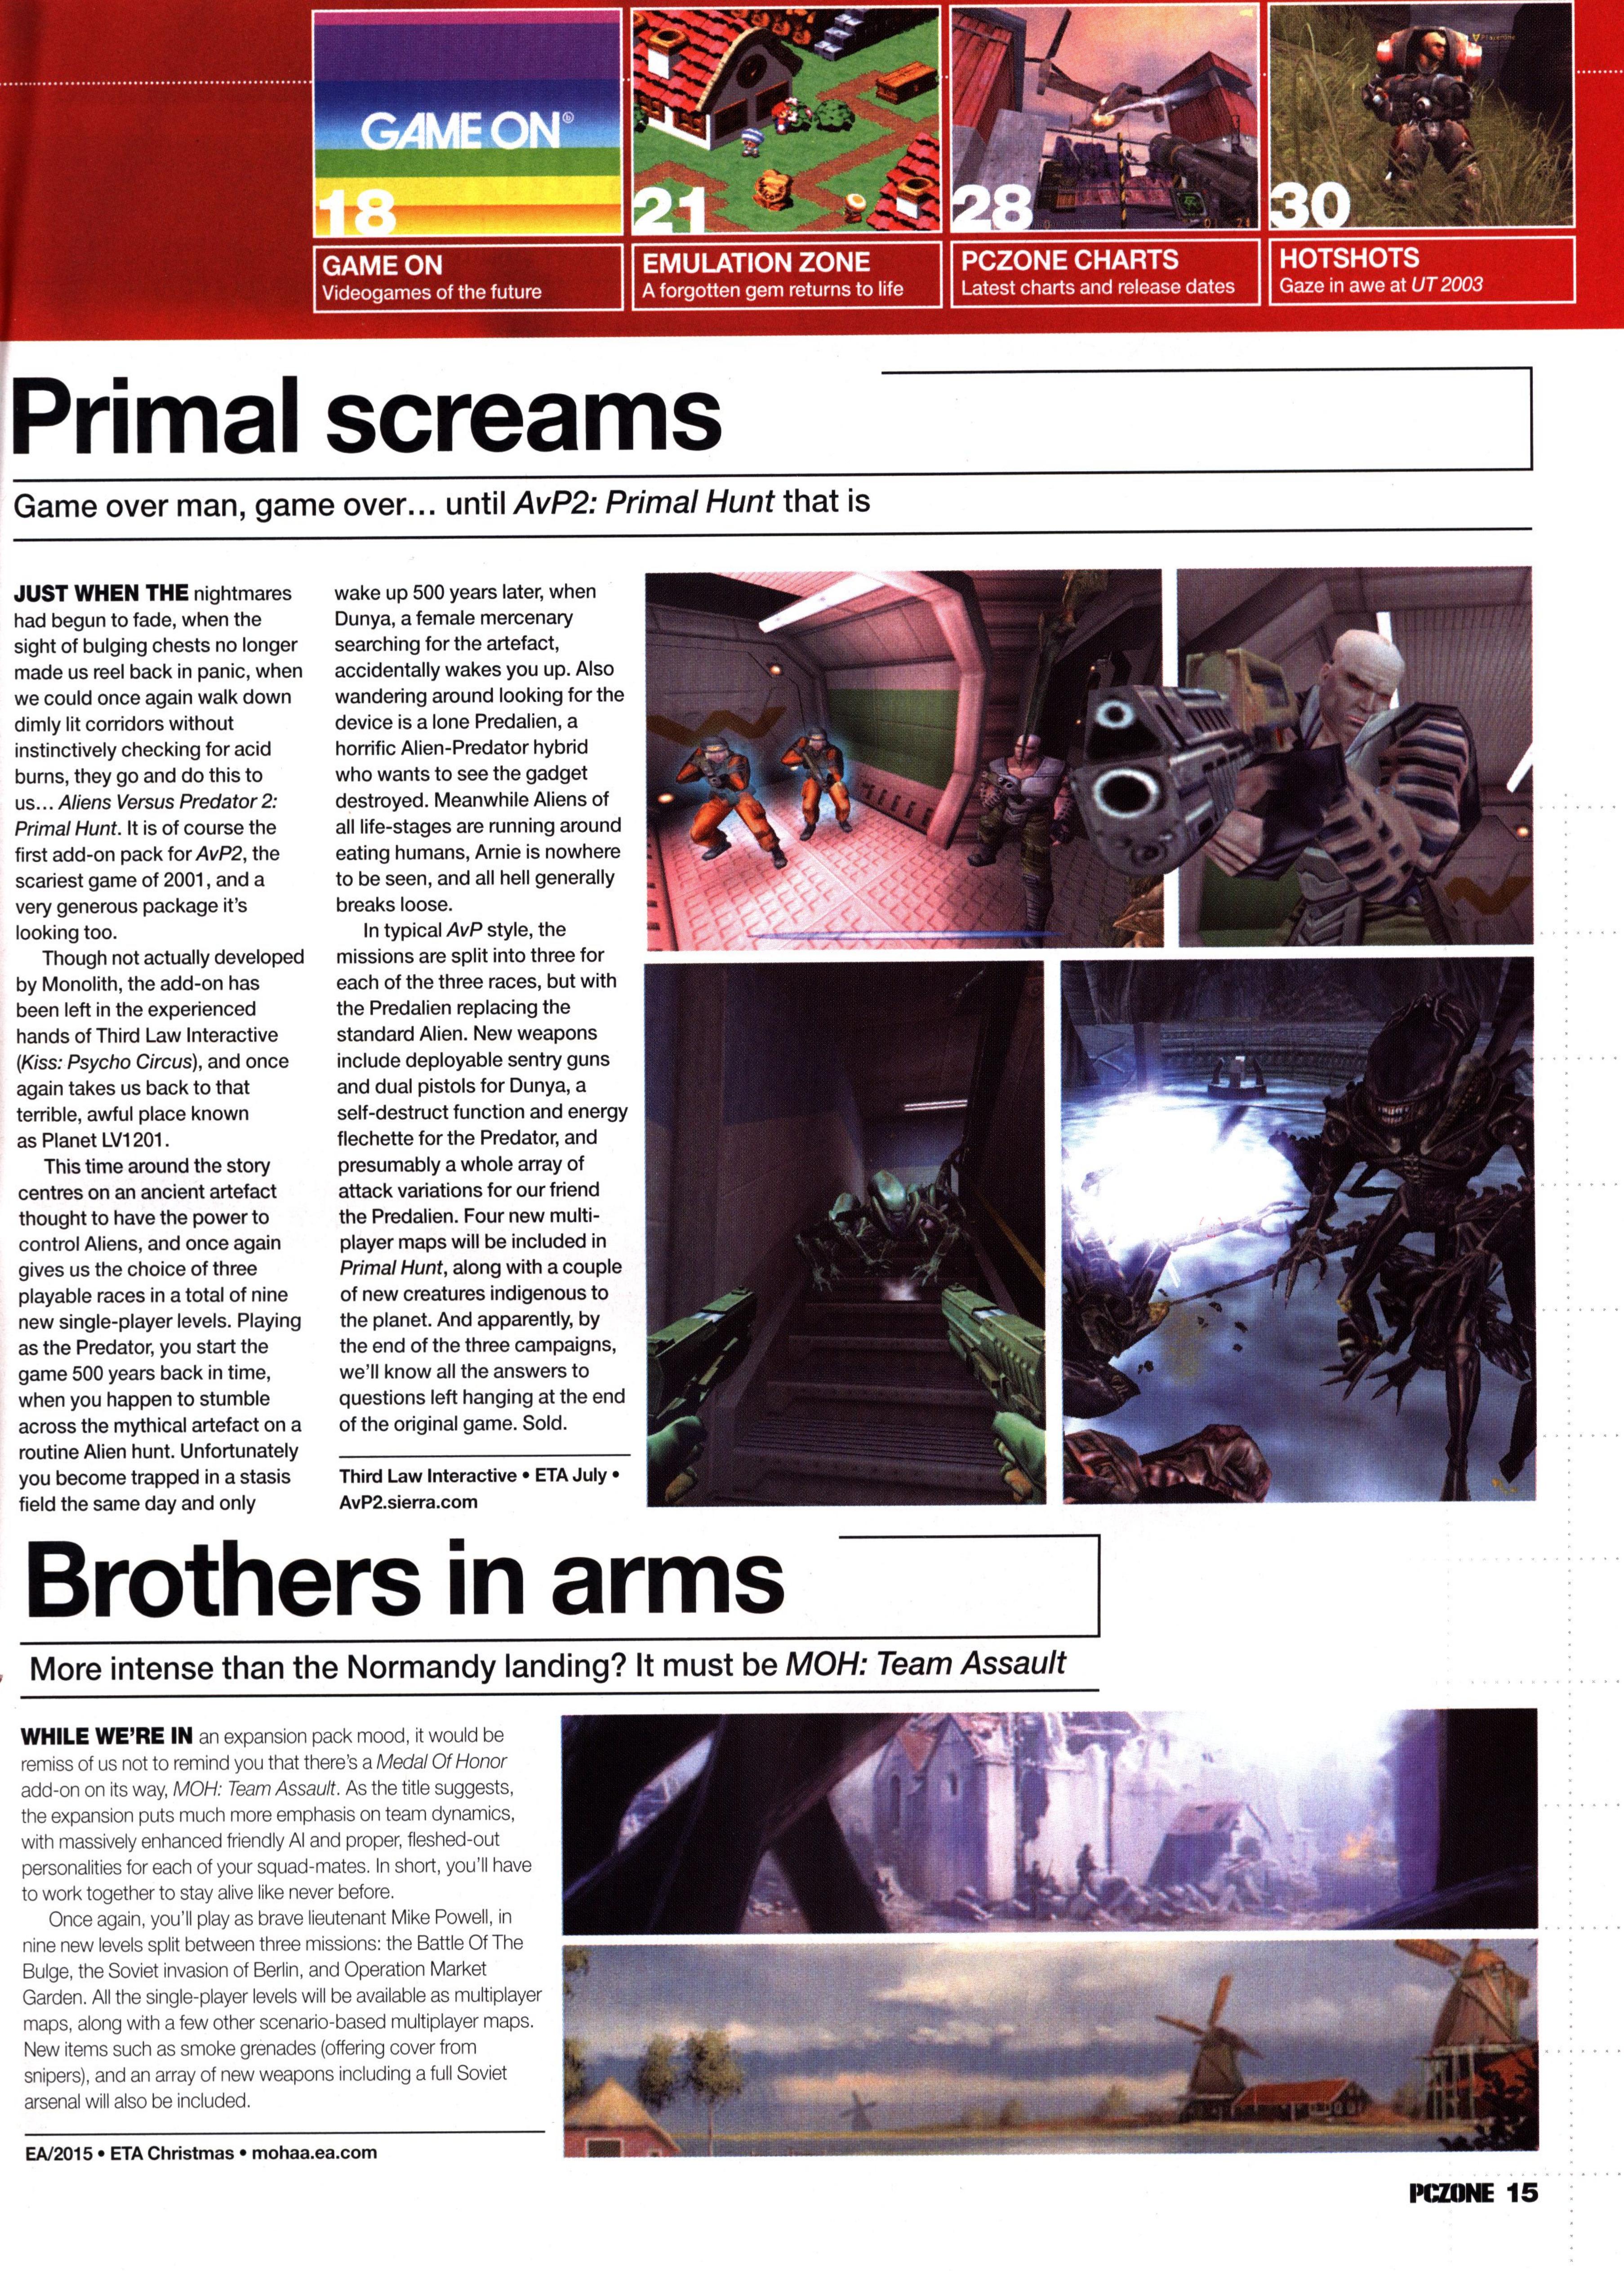 GAME ON®
18
GAME ON
Videogames of the future
21
EMULATION ZONE
A forgotten gem returns to life
28
PCZONE CHARTS
Latest charts and release dates
30
HOTSHOTS
Gaze in awe at UT 2003
Primal screams
Game over man, game over... until AvP2: Primal Hunt that is
JUST WHEN THE nightmares
had begun to fade, when the
sight of bulging chests no longer
made us reel back in panic, when
we could once again walk down
dimly lit corridors without
instinctively checking for acid
burns, they go and do this to
us... Aliens Versus Predator 2:
Primal Hunt. It is of course the
first add-on pack for AvP2, the
scariest game of 2001, and a
very generous package it's
looking too.
Though not actually developed
by Monolith, the add-on has
been left in the experienced
hands of Third Law Interactive
(Kiss: Psycho Circus), and once
again takes us back to that
terrible, awful place known
as Planet LV1201.
This time around the story
centres on an ancient artefact
thought to have the power to
control Aliens, and once again
gives us the choice of three
playable races in a total of nine
new single-player levels. Playing
as the Predator, you start the
game 500 years back in time,
when you happen to stumble
across the mythical artefact on a
routine Alien hunt. Unfortunately
you become trapped in a stasis
field the same day and only
wake up 500 years later, when
Dunya, a female mercenary
searching for the artefact,
accidentally wakes you up. Also
wandering around looking for the
device is a lone Predalien, a
horrific Alien-Predator hybrid
who wants to see the gadget
destroyed. Meanwhile Aliens of
all life-stages are running around
eating humans, Arnie is nowhere
to be seen, and all hell generally
breaks loose.
In typical AvP style, the
missions are split into three for
each of the three races, but with
the Predalien replacing the
standard Alien. New weapons
include deployable sentry guns
and dual pistols for Dunya, a
self-destruct function and energy
flechette for the Predator, and
presumably a whole array of
attack variations for our friend
the Predalien. Four new multi-
player maps will be included in
Primal Hunt, along with a couple
of new creatures indigenous to
the planet. And apparently, by
the end of the three campaigns,
we'll know all the answers to
questions left hanging at the end
of the original game. Sold.
Third Law Interactive • ETA July •
AvP2.sierra.com
Brothers in arms
More intense than the Normandy landing? It must be MOH: Team Assault
WHILE WE'RE IN an expansion pack mood, it would be
remiss of us not to remind you that there's a Medal Of Honor
add-on on its way, MOH: Team Assault. As the title suggests,
the expansion puts much more emphasis on team dynamics,
with massively enhanced friendly AI and proper, fleshed-out
personalities for each of your squad-mates. In short, you'll have
to work together to stay alive like never before.
Once again, you'll play as brave lieutenant Mike Powell, in
nine new levels split between three missions: the Battle Of The
Bulge, the Soviet invasion of Berlin, and Operation Market
Garden. All the single-player levels will be available as multiplayer
maps, along with a few other scenario-based multiplayer maps.
New items such as smoke grenades (offering cover from
snipers), and an array of new weapons including a full Soviet
arsenal will also be included.
EA/2015 • ETA Christmas • mohaa.ea.com
PCZONE 15